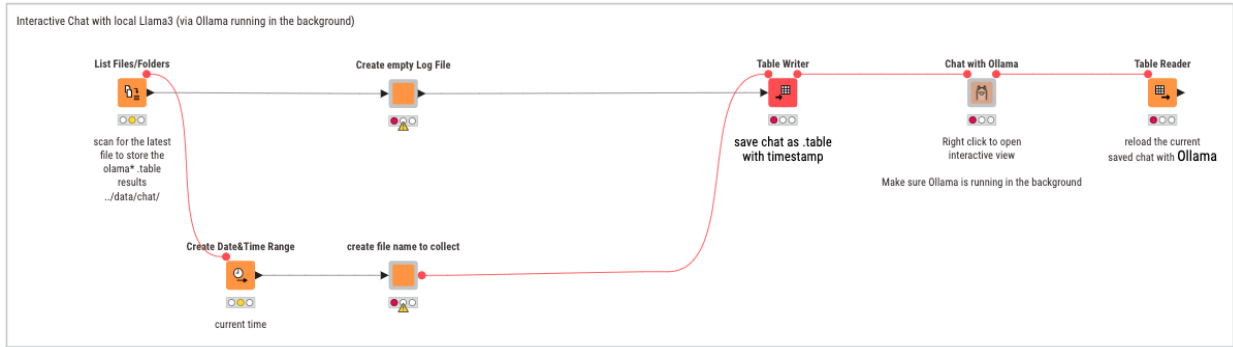 Interactive Chat with local Llama3 (via Ollama running in the background)
List Files/Folders
Create empty Log File
Table Writer
Chat with Ollama
Table Reader
scan for the latest
file to store the
olama* .table
results
../data/chat/
save chat as .table
with timestamp
Right click to open
interactive view
reload the current
saved chat with Ollama
Make sure Ollama is running in the background
Create Date&Time Range
create file name to collect
current time